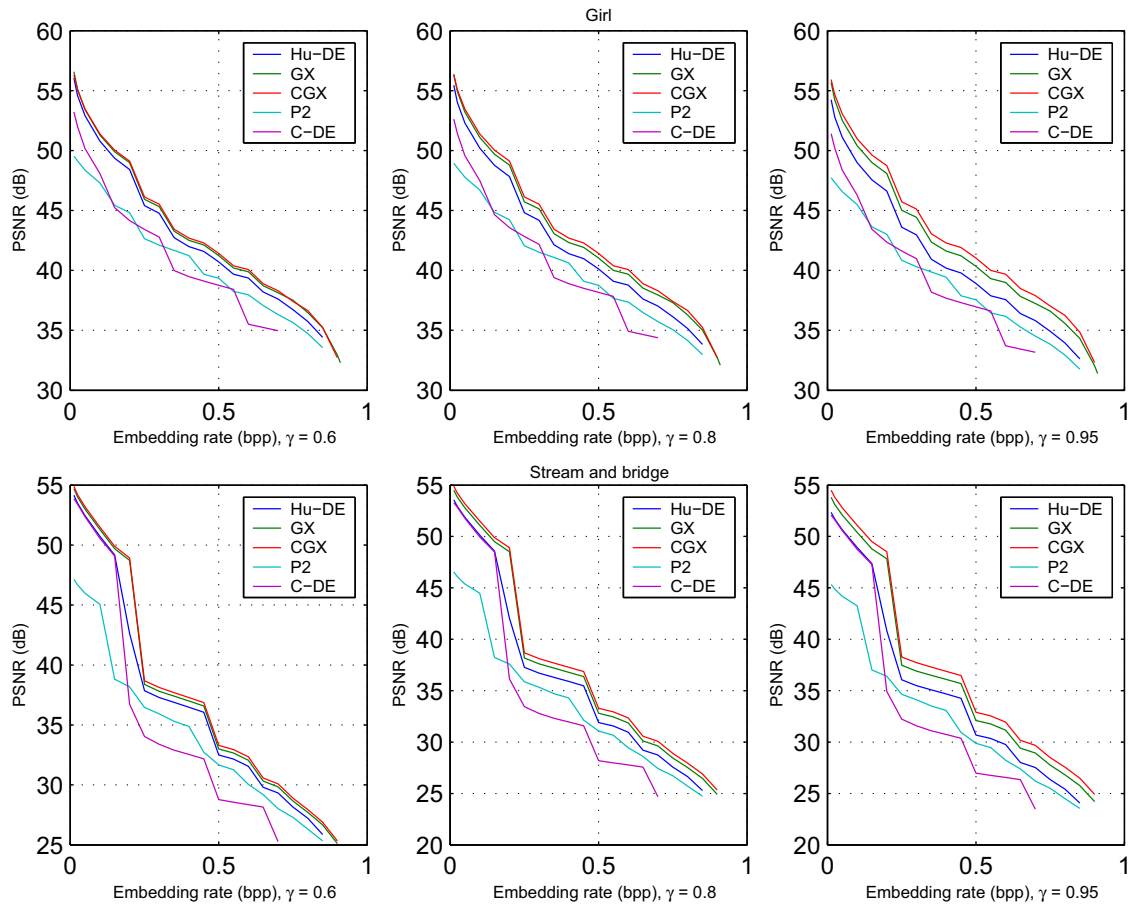 Girl
60
55
50
45
40
35
30
PSNR (dB)
0
0.5
1
Embedding rate (bpp), γ = 0.6
Hu−DE
GX
CGX
P2
C−DE
60
55
50
45
40
35
30
PSNR (dB)
0
0.5
1
Embedding rate (bpp), γ = 0.8
Hu−DE
GX
CGX
P2
C−DE
60
55
50
45
40
35
30
PSNR (dB)
0
0.5
1
Embedding rate (bpp), γ = 0.95
Hu−DE
GX
CGX
P2
C−DE
Stream and bridge
55
50
45
40
35
30
25
PSNR (dB)
0
0.5
1
Embedding rate (bpp), γ = 0.6
Hu−DE
GX
CGX
P2
C−DE
55
50
45
40
35
30
25
20
PSNR (dB)
0
0.5
1
Embedding rate (bpp), γ = 0.8
Hu−DE
GX
CGX
P2
C−DE
55
50
45
40
35
30
25
20
PSNR (dB)
0
0.5
1
Embedding rate (bpp), γ = 0.95
Hu−DE
GX
CGX
P2
C−DE